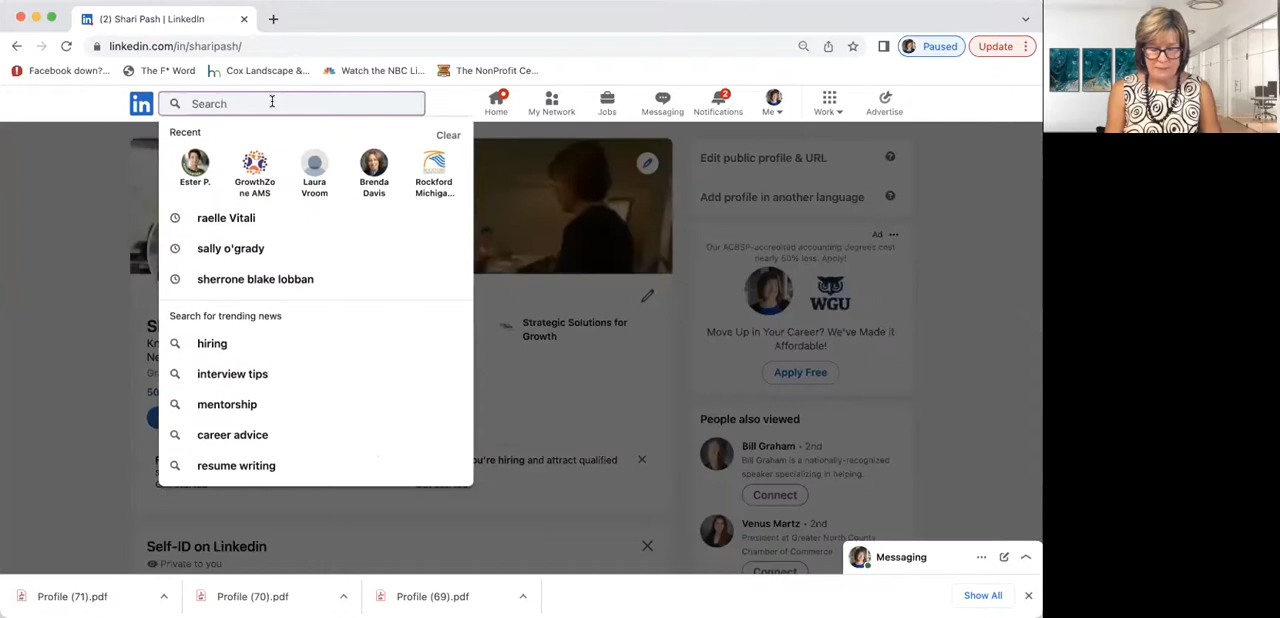 (2) Shari Pash | LinkedIn
linkedin.com/in/sharipash/
Paused
Update
Facebook down?...
The F* Word
Cox Landscape &...
Watch the NBC Li...
The NonProfit Ce...
in
Search
Home
My Network
Jobs
Messaging
2
Notifications
Me
Work
Advertise
Recent
Clear
Ester P.
GrowthZo
ne AMS
Laura
Vroom
Brenda
Davis
Rockford
Michiga...
raelle Vitali
sally o'grady
sherrone blake lobban
Search for trending news
hiring
interview tips
mentorship
career advice
resume writing
Strategic Solutions for
Growth
you're hiring and attract qualified
Self-ID on Linkedin
Private to you
Edit public profile & URL
Add profile in another language
Ad
Our ACBSP-accredited accounting degrees cost
nearly 50% less. Apply!
WGU
Move Up in Your Career? We've Made it
Affordable!
Apply Free
People also viewed
Bill Graham • 2nd
Bill Graham is a nationally-recognized
speaker specializing in helping.
Connect
Venus Martz • 2nd
President at Greater North County
Chamber of Commerce
Connect
Messaging
Profile (71).pdf
Profile (70).pdf
Profile (69).pdf
Show All